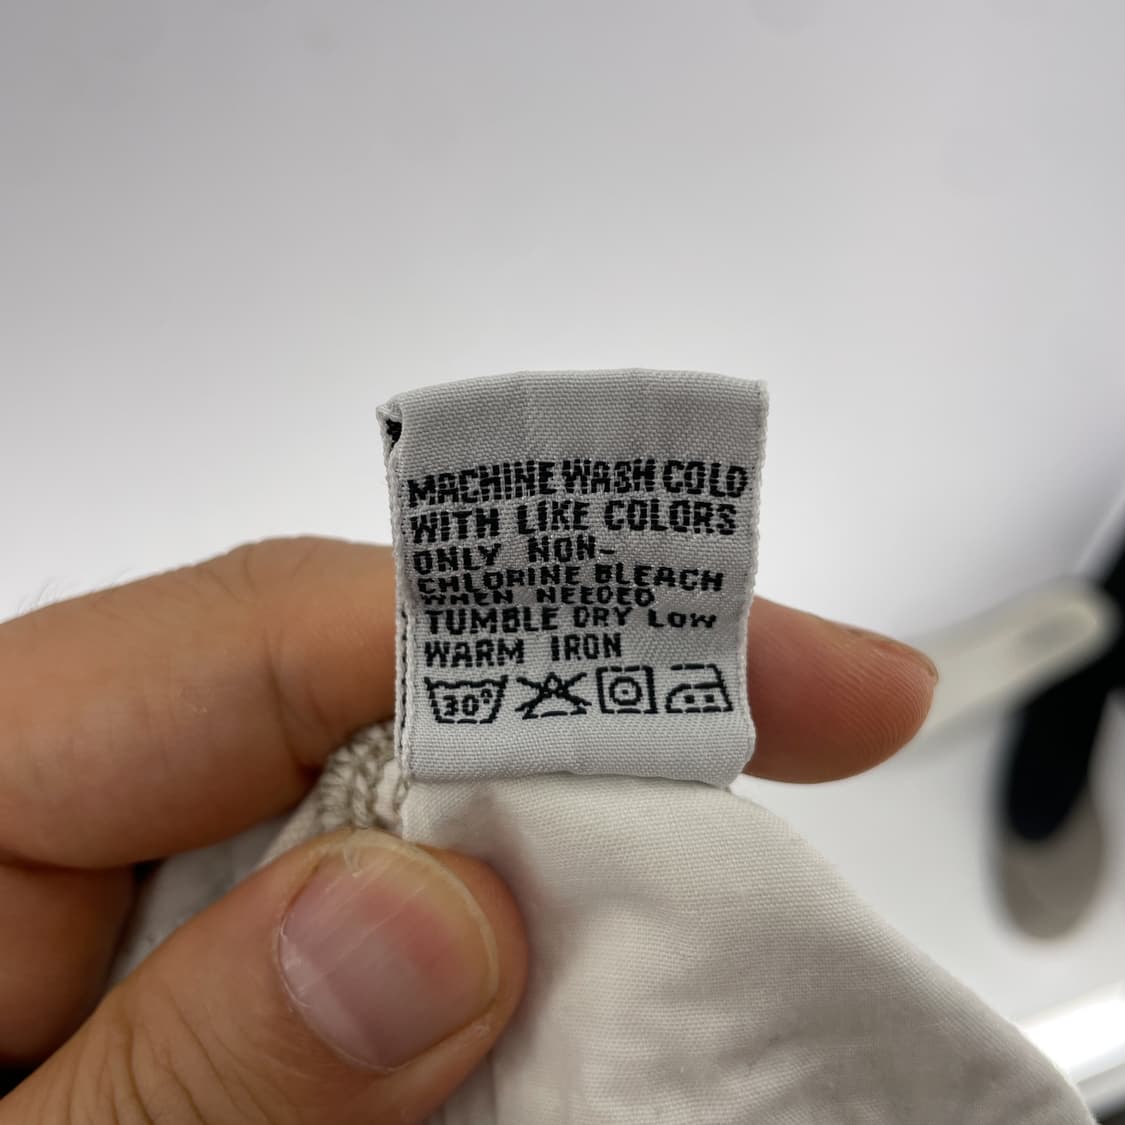 MACHINE WASH COLD
WITH LIKE COLORS
ONLY NON-
CHLORINE BLEACH
WHEN NEEDED
TUMBLE DRY LOW
WARM IRON
30°